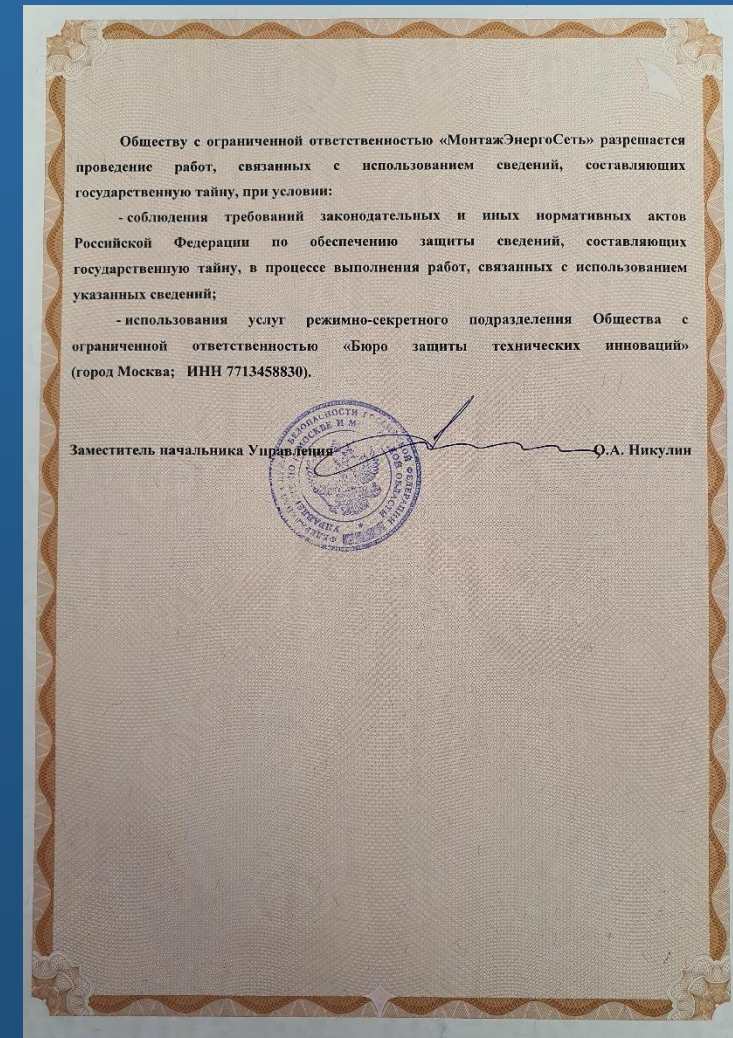 Обществу с ограниченной ответственностью «МонтажЭнергоСеть» разрешается
проведение работ, связанных с использованием сведений, составляющих
государственную тайну, при условии:
- соблюдения требований законодательных и иных нормативных актов
Российской Федерации по обеспечению защиты сведений, составляющих
государственную тайну, в процессе выполнения работ, связанных с использованием
указанных сведений;
- использования услуг режимно-секретного подразделения Общества с
ограниченной ответственностью «Бюро защиты технических инноваций»
(город Москва; ИНН 7713458830).
Заместитель начальника Управления О.А. Никулин